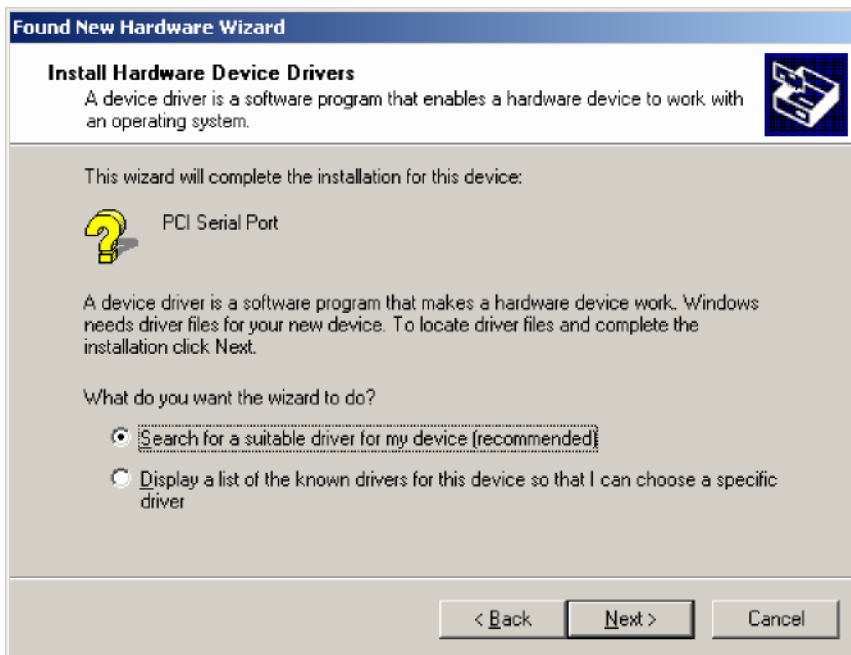 Found New Hardware Wizard
Install Hardware Device Drivers
A device driver is a software program that enables a hardware device to work with
an operating system.
This wizard will complete the installation for this device:
PCI Serial Port
A device driver is a software program that makes a hardware device work. Windows
needs driver files for your new device. To locate driver files and complete the
installation click Next.
What do you want the wizard to do?
Search for a suitable driver for my device (recommended)
Display a list of the known drivers for this device so that I can choose a specific
driver
< Back Next > Cancel